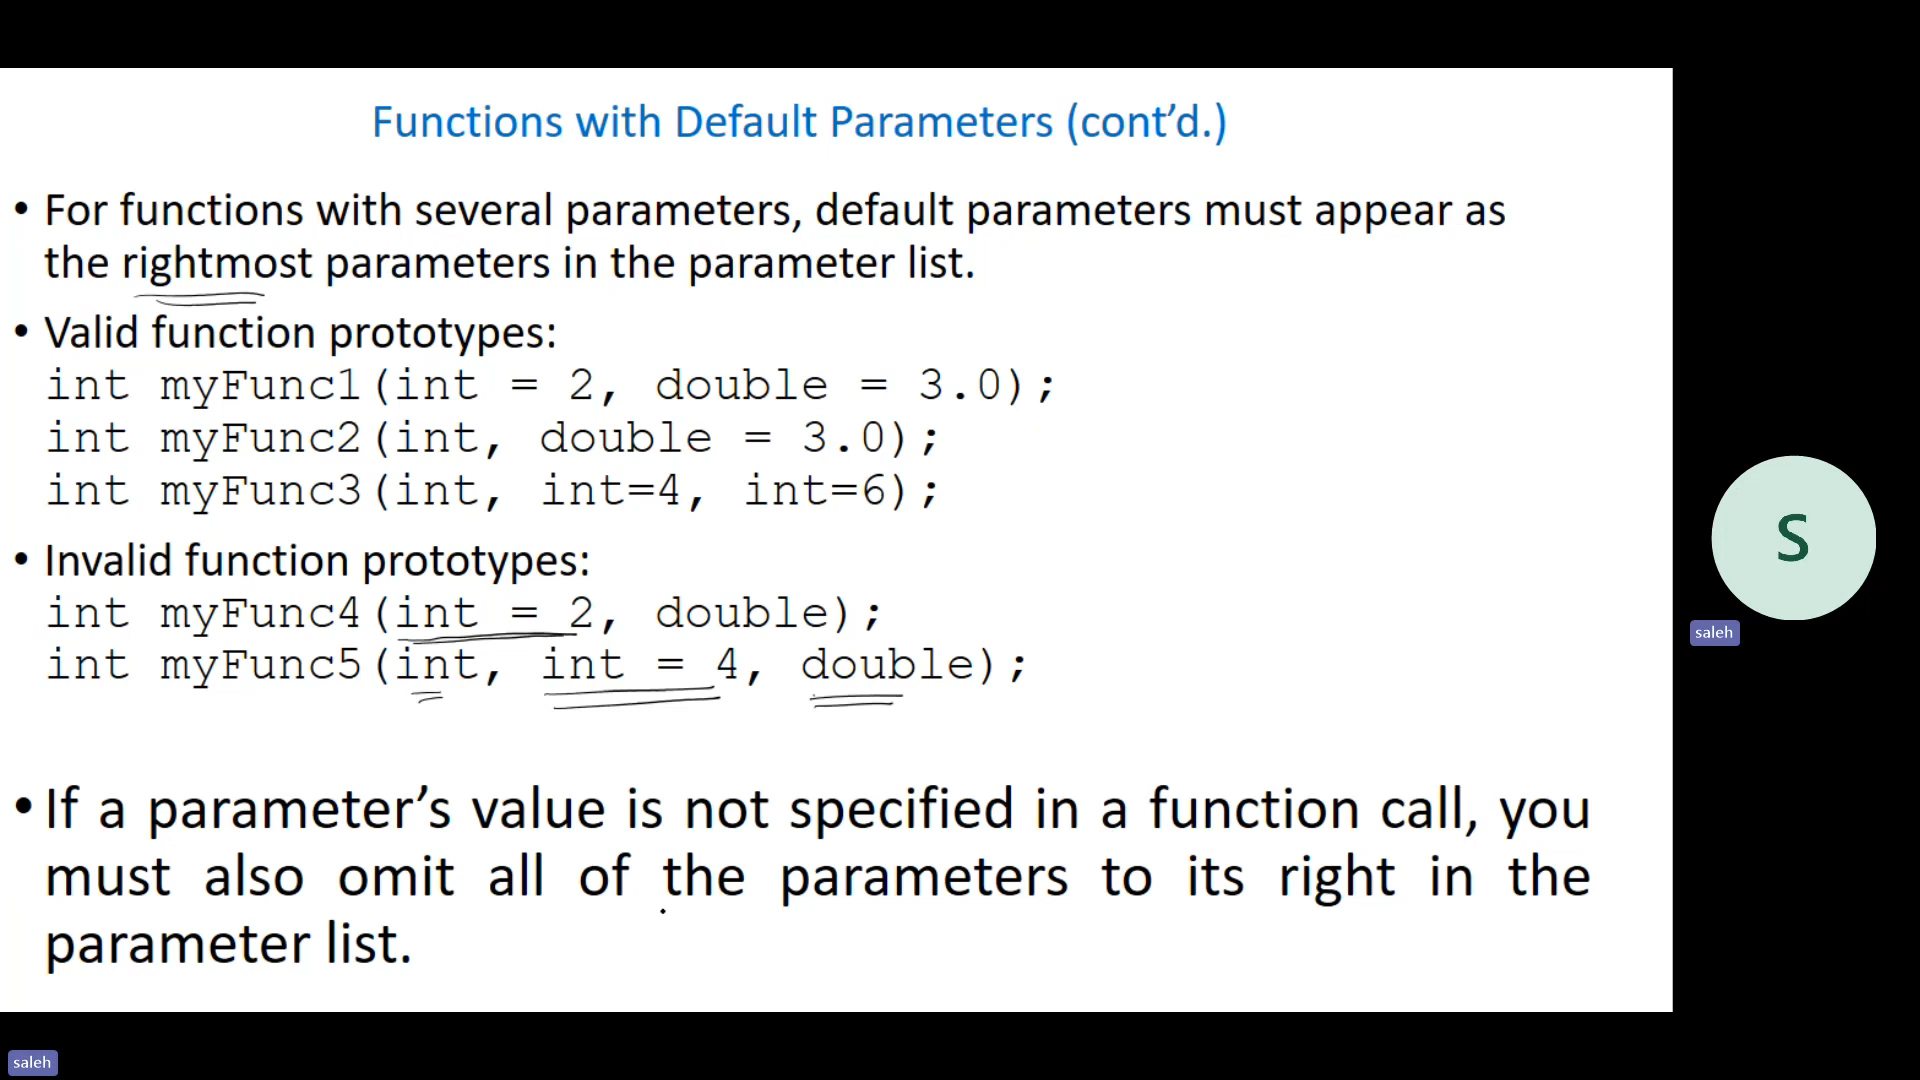 Functions with Default Parameters (cont’d.)
• For functions with several parameters, default parameters must appear as
the rightmost parameters in the parameter list.
• Valid function prototypes:
int myFunc1(int = 2, double = 3.0);
int myFunc2(int, double = 3.0);
int myFunc3(int, int=4, int=6);
• Invalid function prototypes:
int myFunc4(int = 2, double);
int myFunc5(int, int = 4, double);
• If a parameter’s value is not specified in a function call, you
must also omit all of the parameters to its right in the
parameter list.
S
saleh
saleh